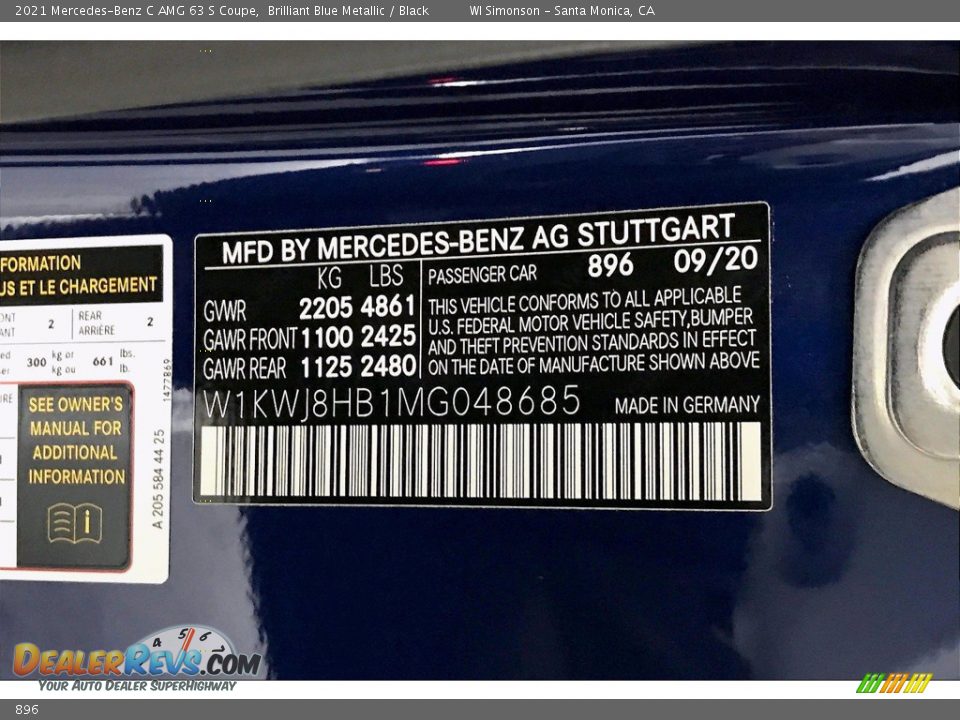 2021 Mercedes-Benz C AMG 63 S Coupe, Brilliant Blue Metallic / Black WI Simonson - Santa Monica, CA
MFD BY MERCEDES-BENZ AG STUTTGART
KG LBS
GVWR 2205 4861
GAWR FRONT 1100 2425
GAWR REAR 1125 2480
PASSENGER CAR 896 09/20
THIS VEHICLE CONFORMS TO ALL APPLICABLE
U.S. FEDERAL MOTOR VEHICLE SAFETY,BUMPER
AND THEFT PREVENTION STANDARDS IN EFFECT
ON THE DATE OF MANUFACTURE SHOWN ABOVE
W1KWJ8HB1MG048685 MADE IN GERMANY
FORMATION
US ET LE CHARGEMENT
ONT
ANT
2
REAR
ARRIÈRE
2
300 kg or
kg ou
661 lbs.
lb.
SEE OWNER'S
MANUAL FOR
ADDITIONAL
INFORMATION
i
1477869
A 205 584 44 25
4 5 6
DEALERREVS.COM
YOUR AUTO DEALER SUPERHIGHWAY
896